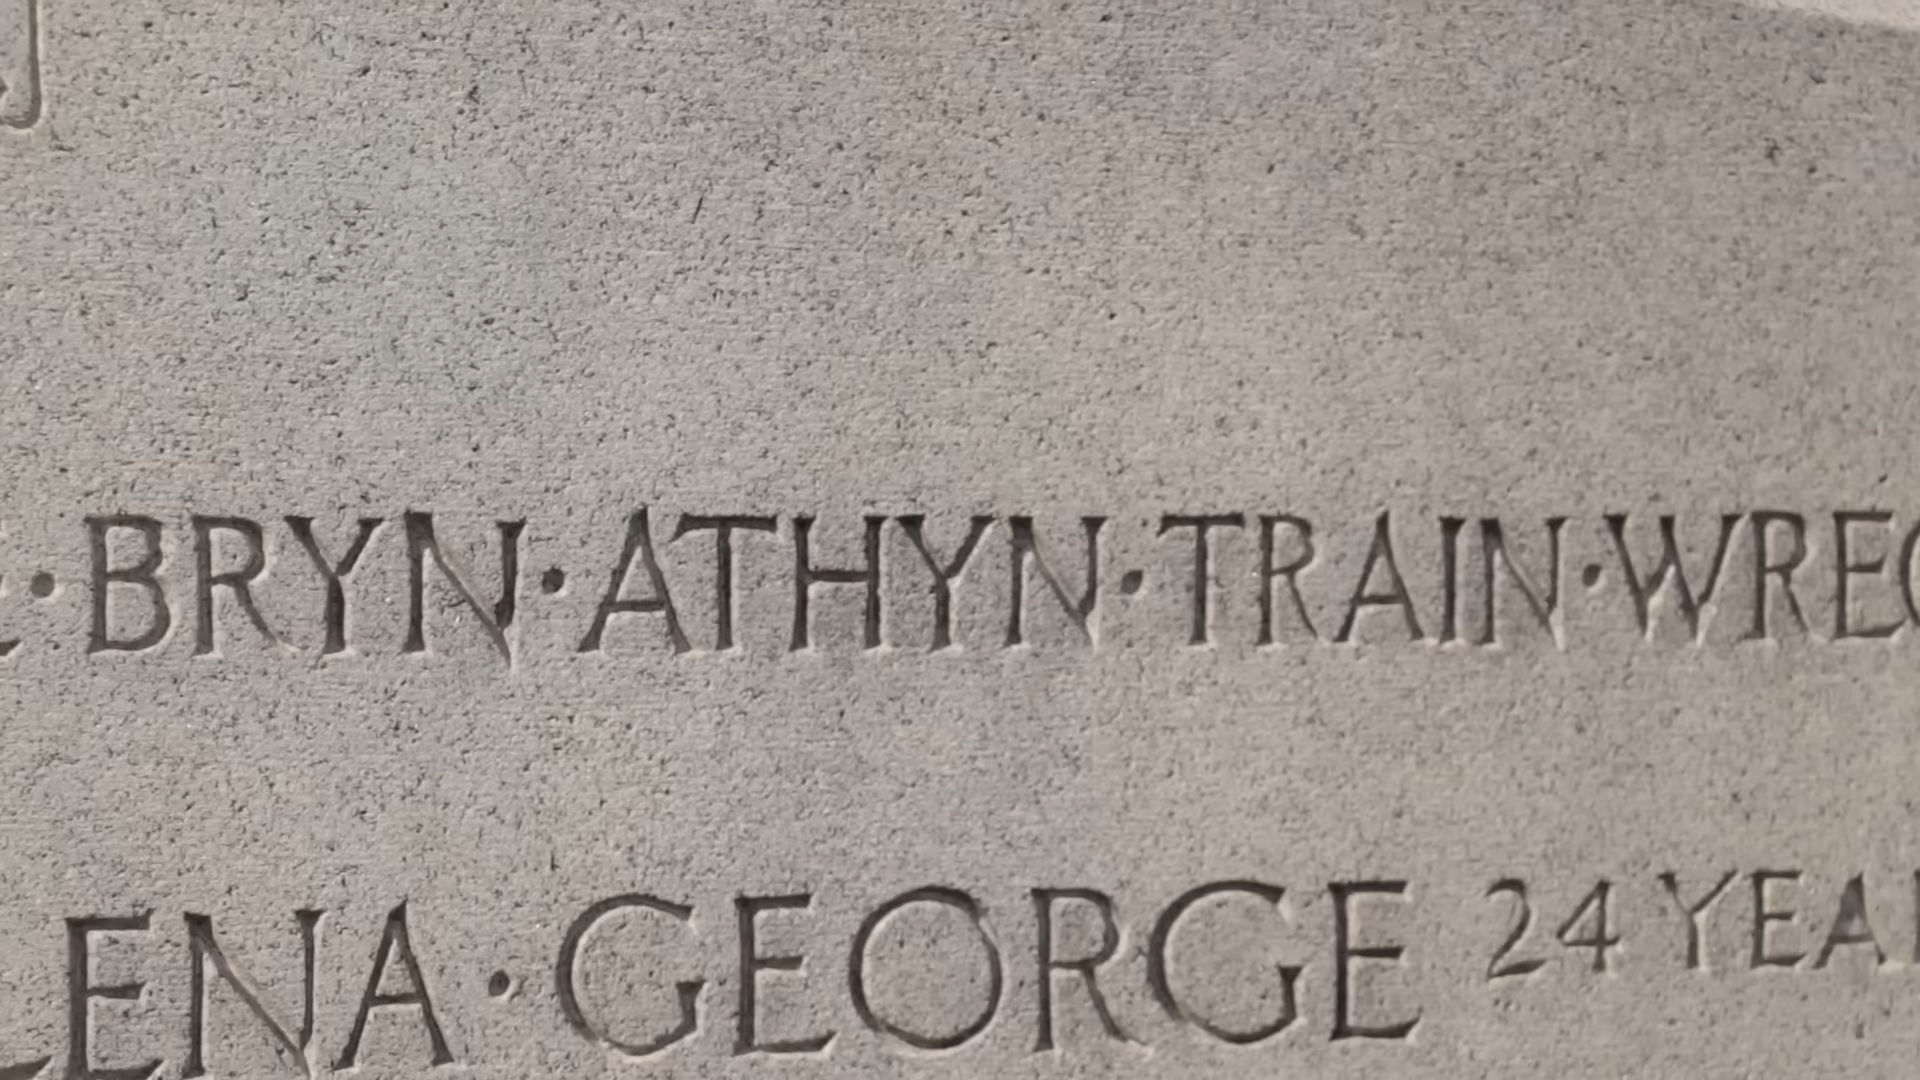 · BRYN · ATHYN · TRAIN · WREC
ENA · GEORGE 24 YEA